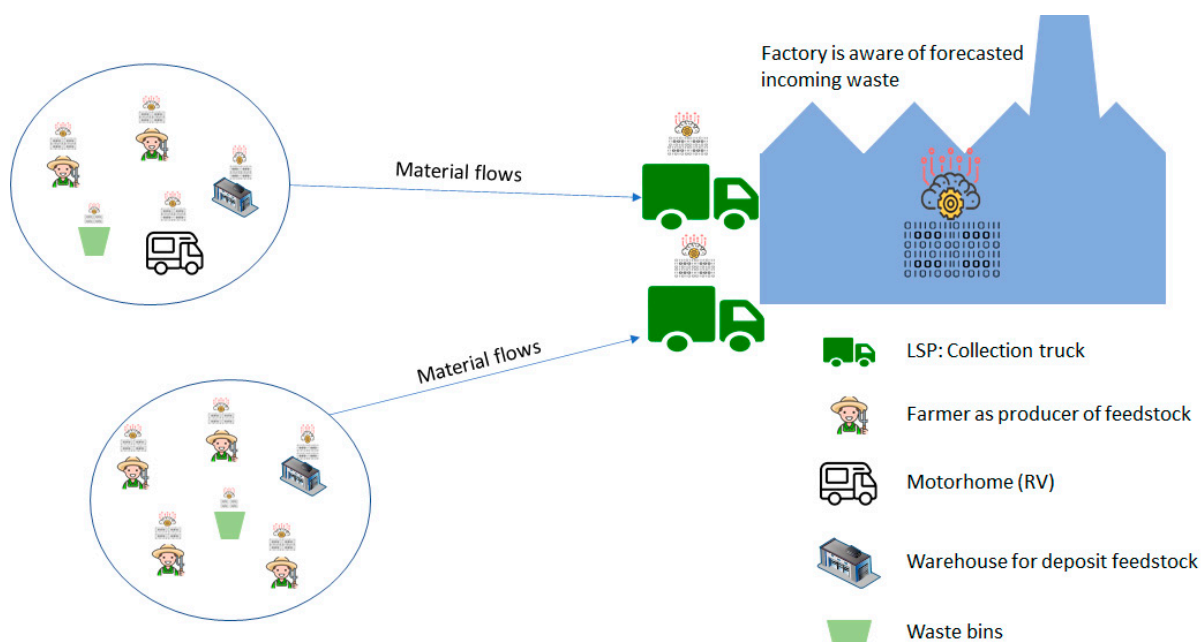 Factory is aware of forecasted
incoming waste
Material flows
Material flows
LSP: Collection truck
Farmer as producer of feedstock
Motorhome (RV)
Warehouse for deposit feedstock
Waste bins